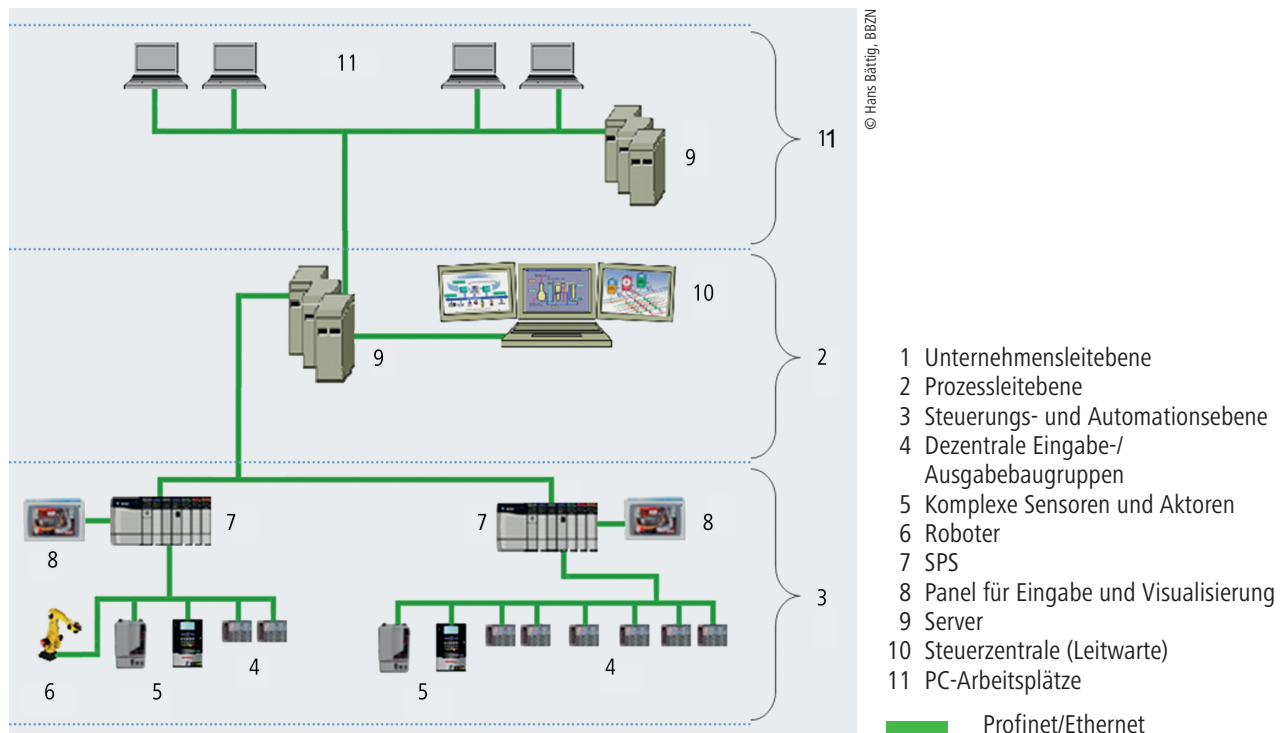 © Hans Bättig, BBZN
11
11
9
10
9
2
7
7
8
8
3
4
4
6
5
5
1 Unternehmensleitebene
2 Prozessleitebene
3 Steuerungs- und Automationsebene
4 Dezentrale Eingabe-/
Ausgabebaugruppen
5 Komplexe Sensoren und Aktoren
6 Roboter
7 SPS
8 Panel für Eingabe und Visualisierung
9 Server
10 Steuerzentrale (Leitwarte)
11 PC-Arbeitsplätze
Profinet/Ethernet